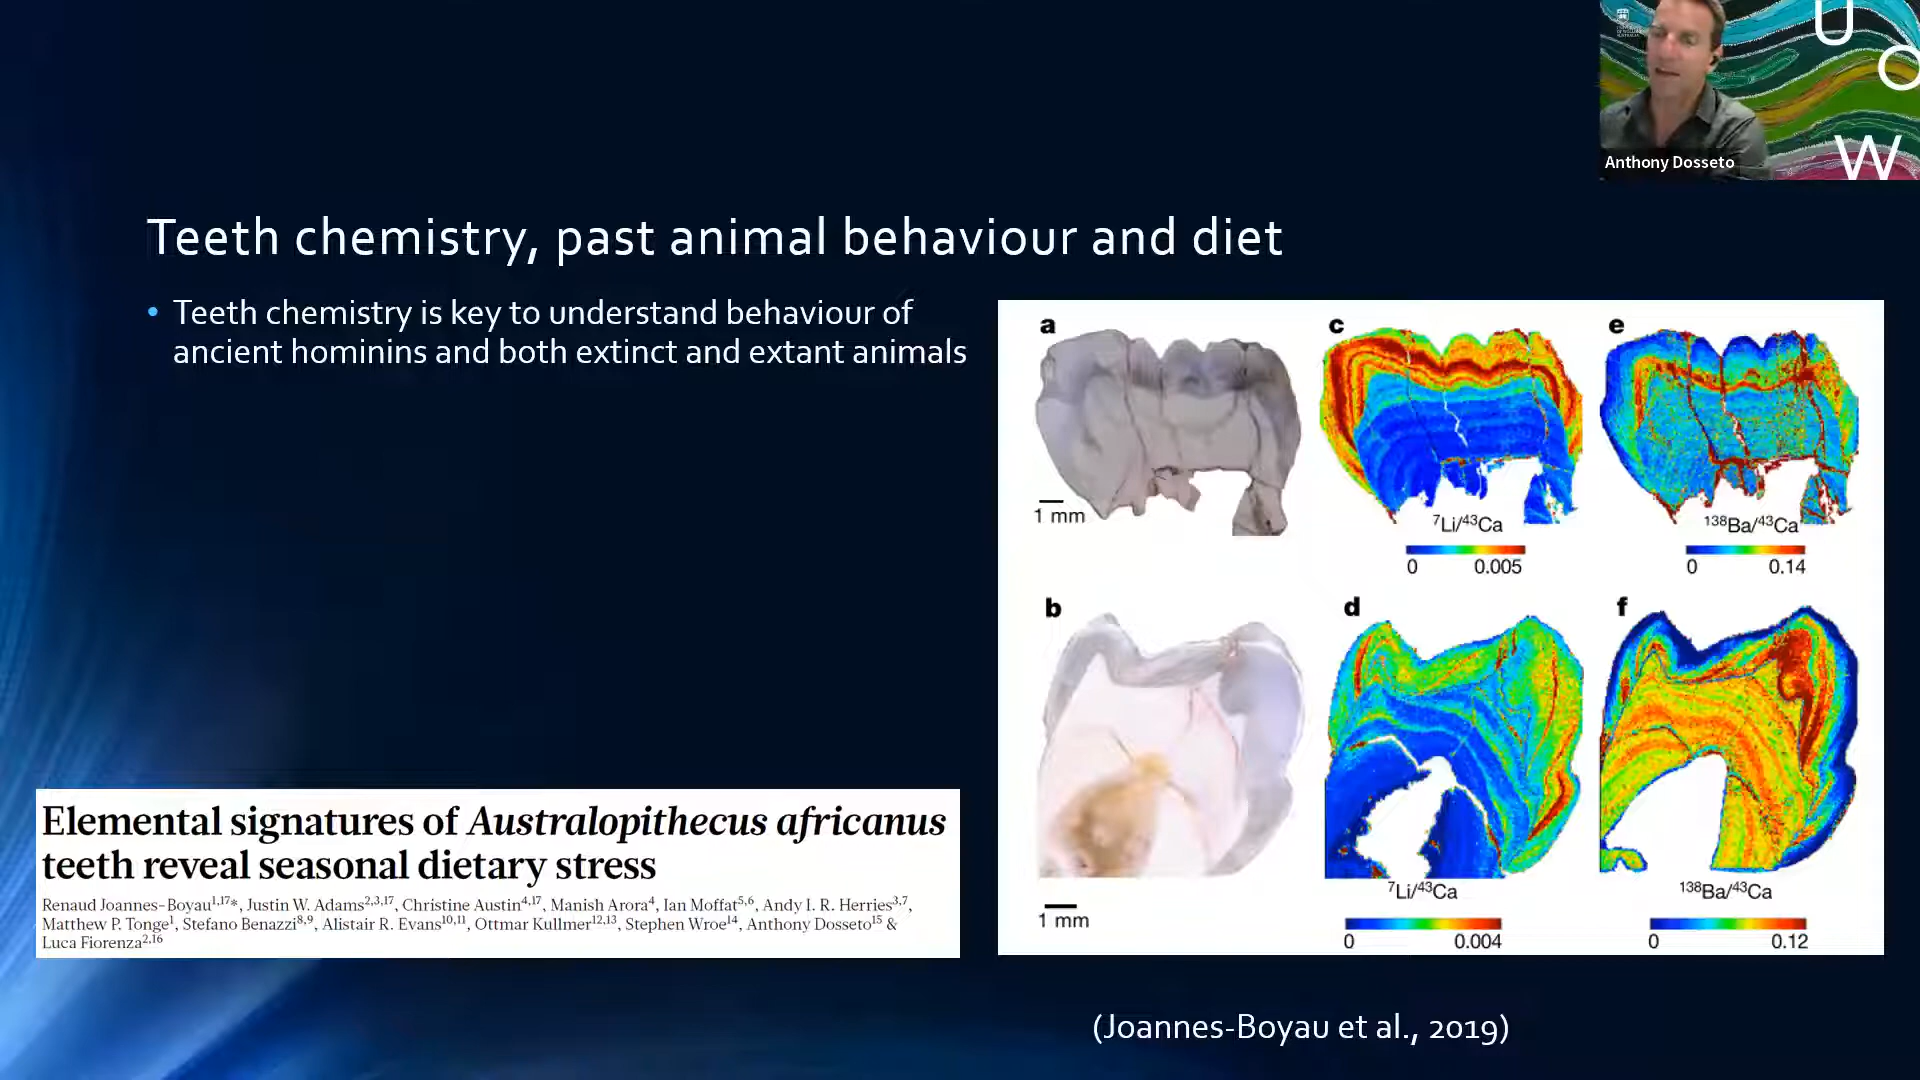 U
O
W
Anthony Dosseto
Teeth chemistry, past animal behaviour and diet
• Teeth chemistry is key to understand behaviour of
ancient hominins and both extinct and extant animals
a
c
e
1 mm
⁷Li/⁴³Ca
¹³⁸Ba/⁴³Ca
0 0.005
0 0.14
b
d
f
1 mm
⁷Li/⁴³Ca
¹³⁸Ba/⁴³Ca
0 0.004
0 0.12
Elemental signatures of Australopithecus africanus
teeth reveal seasonal dietary stress
Renaud Joannes-Boyau¹,¹⁷*, Justin W. Adams²,³,¹⁷, Christine Austin⁴,¹⁷, Manish Arora⁴, Ian Moffat⁵,⁶, Andy I. R. Herries³,⁷,
Matthew P. Tonge¹, Stefano Benazzi⁸,⁹, Alistair R. Evans¹⁰,¹¹, Ottmar Kullmer¹²,¹³, Stephen Wroe¹⁴, Anthony Dosseto¹⁵ &
Luca Fiorenza²,¹⁶
(Joannes-Boyau et al., 2019)